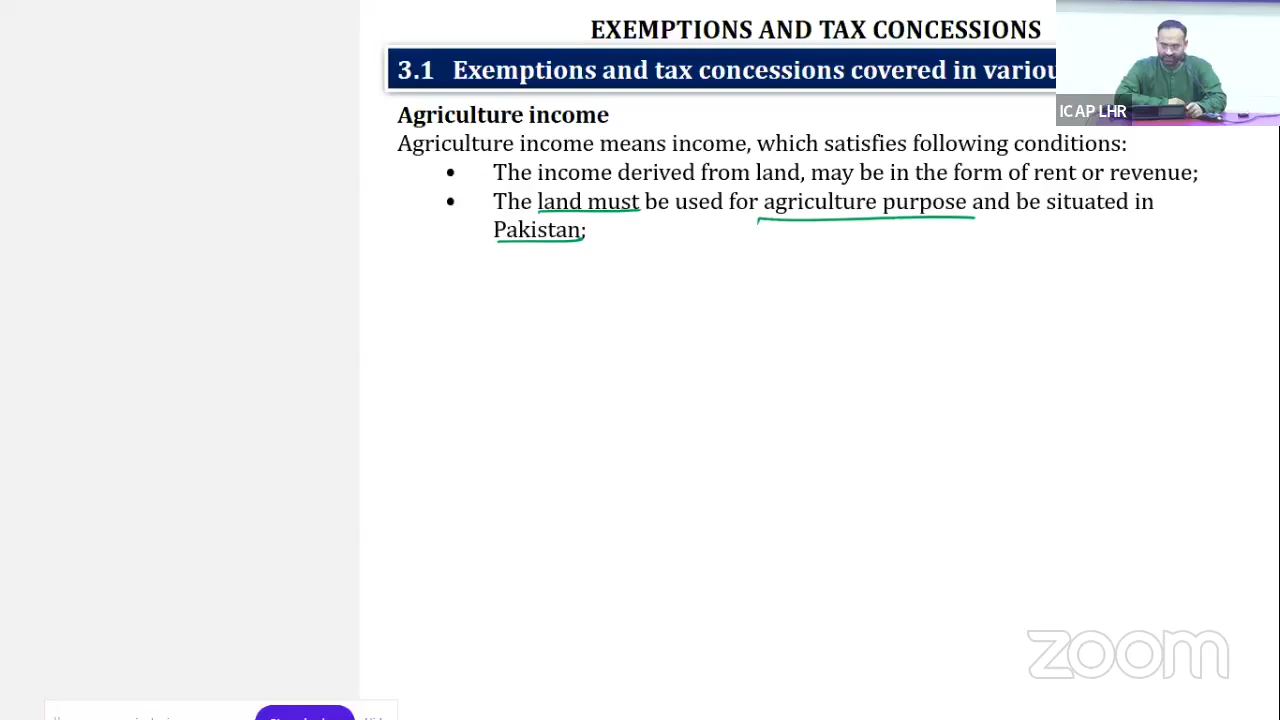 EXEMPTIONS AND TAX CONCESSIONS
3.1 Exemptions and tax concessions covered in
ICAP LHR
Agriculture income
Agriculture income means income, which satisfies following conditions:
• The income derived from land, may be in the form of rent or revenue;
• The land must be used for agriculture purpose and be situated in
Pakistan;
zoom